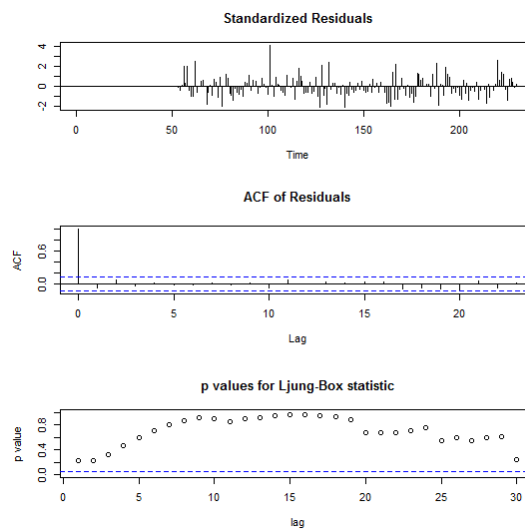 Standardized Residuals
4
2
0
-2
0 50 100 150 200
Time
ACF of Residuals
0.6
0.0
ACF
0 5 10 15 20
Lag
p values for Ljung-Box statistic
0.8
0.4
0.0
p value
0 5 10 15 20 25 30
lag